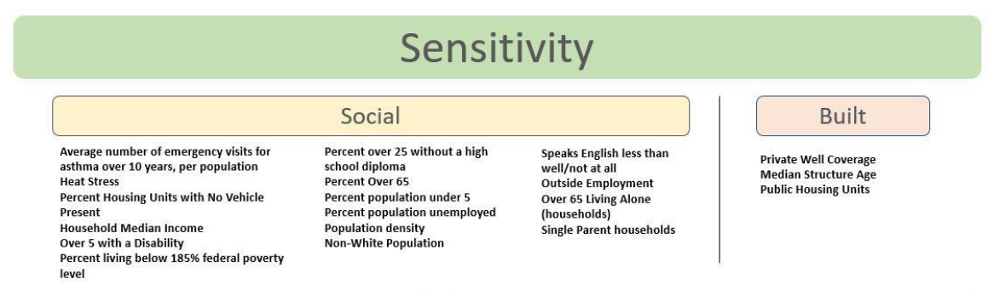 Sensitivity
Social
Average number of emergency visits for
asthma over 10 years, per population
Heat Stress
Percent Housing Units with No Vehicle
Present
Household Median Income
Over 5 with a Disability
Percent living below 185% federal poverty
level
Percent over 25 without a high
school diploma
Percent Over 65
Percent population under 5
Percent population unemployed
Population density
Non-White Population
Speaks English less than
well/not at all
Outside Employment
Over 65 Living Alone
(households)
Single Parent households
Built
Private Well Coverage
Median Structure Age
Public Housing Units